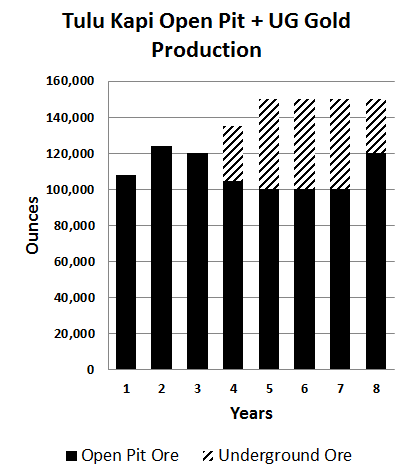 Tulu Kapi Open Pit + UG Gold
Production
160,000
140,000
120,000
100,000
80,000
60,000
40,000
20,000
0
Ounces
1 2 3 4 5 6 7 8
Years
Open Pit Ore Underground Ore